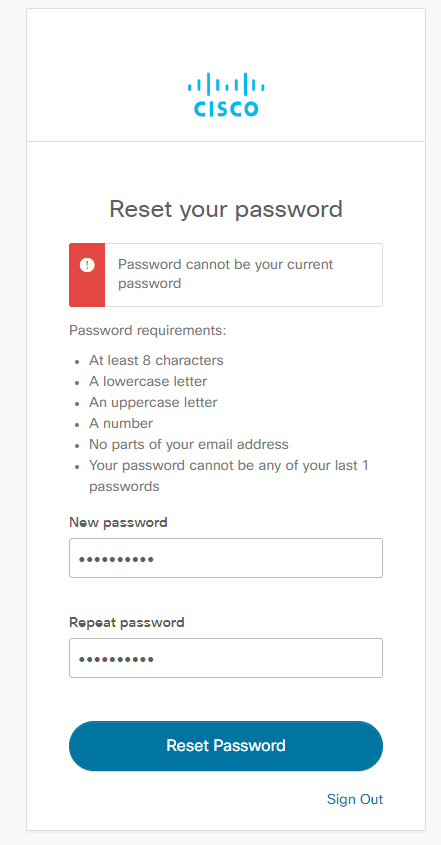 CISCO
Reset your password
Password cannot be your current
password
Password requirements:
At least 8 characters
A lowercase letter
An uppercase letter
A number
No parts of your email address
Your password cannot be any of your last 1
passwords
New password
••••••••••
Repeat password
••••••••••
Reset Password
Sign Out